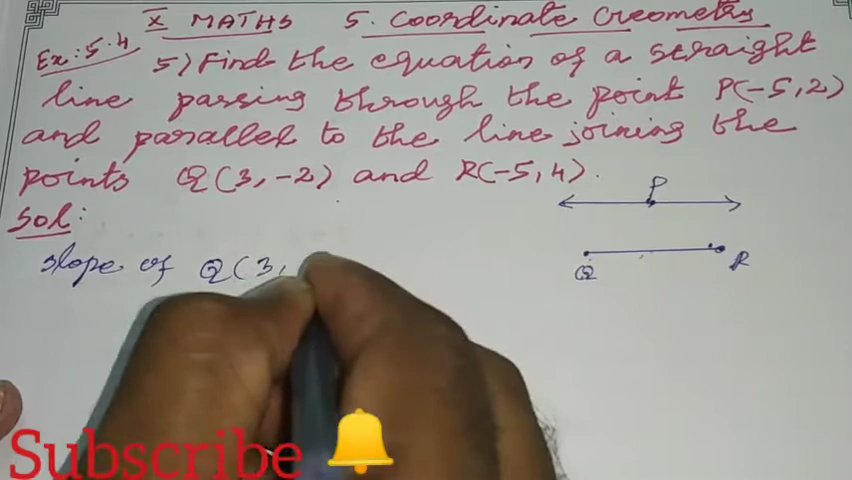 X MATHS 5. Coordinate Geometry
Ex: 5.4
5) Find the equation of a straight
line passing through the point P(-5, 2)
and parallel to the line joining the
points Q(3, -2) and R(-5, 4).
Sol:
P
slope of Q(3,
Q R
Subscribe